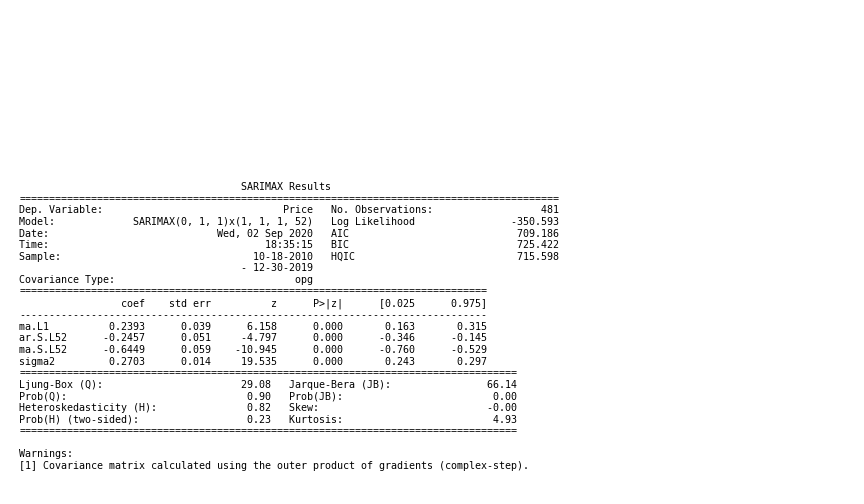 SARIMAX Results
==========================================================================================
Dep. Variable:                              Price   No. Observations:                  481
Model:             SARIMAX(0, 1, 1)x(1, 1, 1, 52)   Log Likelihood                -350.593
Date:                            Wed, 02 Sep 2020   AIC                            709.186
Time:                                    18:35:15   BIC                            725.422
Sample:                                10-18-2010   HQIC                           715.598
                                     - 12-30-2019
Covariance Type:                              opg
==============================================================================
                 coef    std err          z      P>|z|      [0.025      0.975]
------------------------------------------------------------------------------
ma.L1          0.2393      0.039      6.158      0.000       0.163       0.315
ar.S.L52      -0.2457      0.051     -4.797      0.000      -0.346      -0.145
ma.S.L52      -0.6449      0.059    -10.945      0.000      -0.760      -0.529
sigma2         0.2703      0.014     19.535      0.000       0.243       0.297
===================================================================================
Ljung-Box (Q):                       29.08   Jarque-Bera (JB):                66.14
Prob(Q):                              0.90   Prob(JB):                         0.00
Heteroskedasticity (H):               0.82   Skew:                            -0.00
Prob(H) (two-sided):                  0.23   Kurtosis:                         4.93
===================================================================================
Warnings:
[1] Covariance matrix calculated using the outer product of gradients (complex-step).